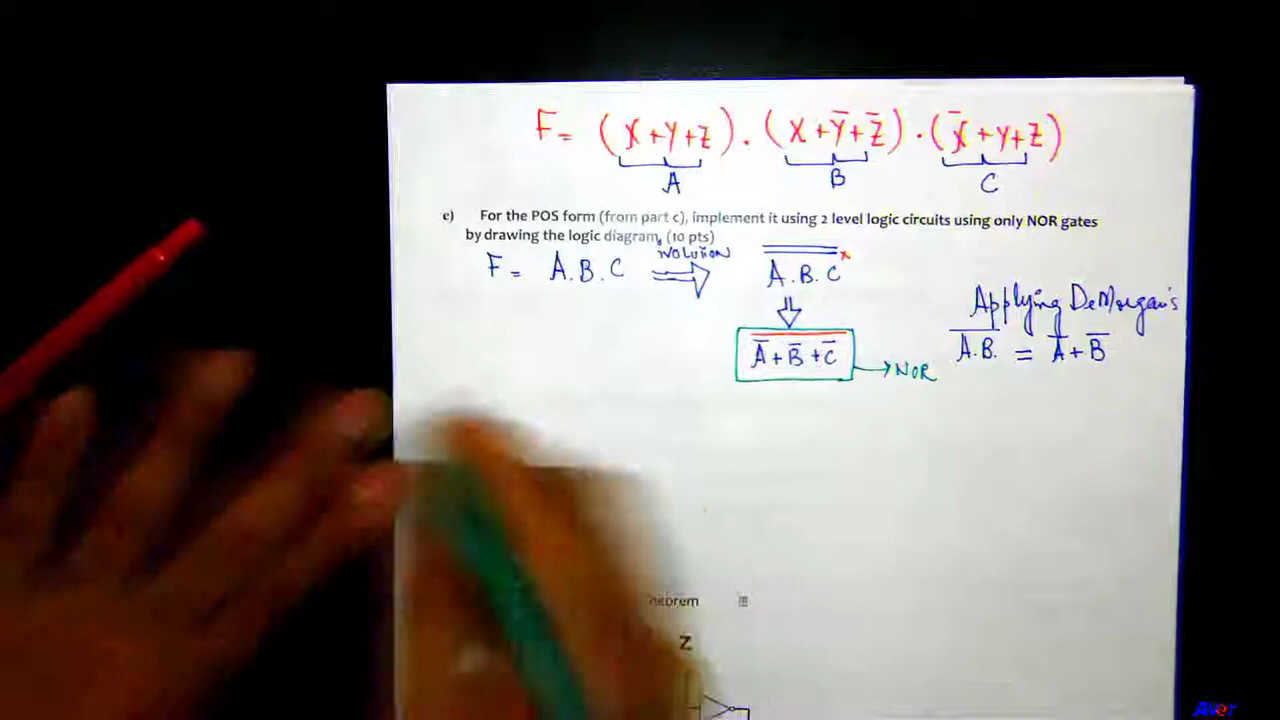 F = (X+Y+Z) . (X+Ȳ+Z̄) . (X̄+Y+Z)
A B C
e) For the POS form (from part c), implement it using 2 level logic circuits using only NOR gates
by drawing the logic diagram. (10 pts)
F = A.B.C A.B.C x
Applying DeMorgan's
Ā+B̄+C̄ → NOR A.B. = Ā+B̄
Z
AVer